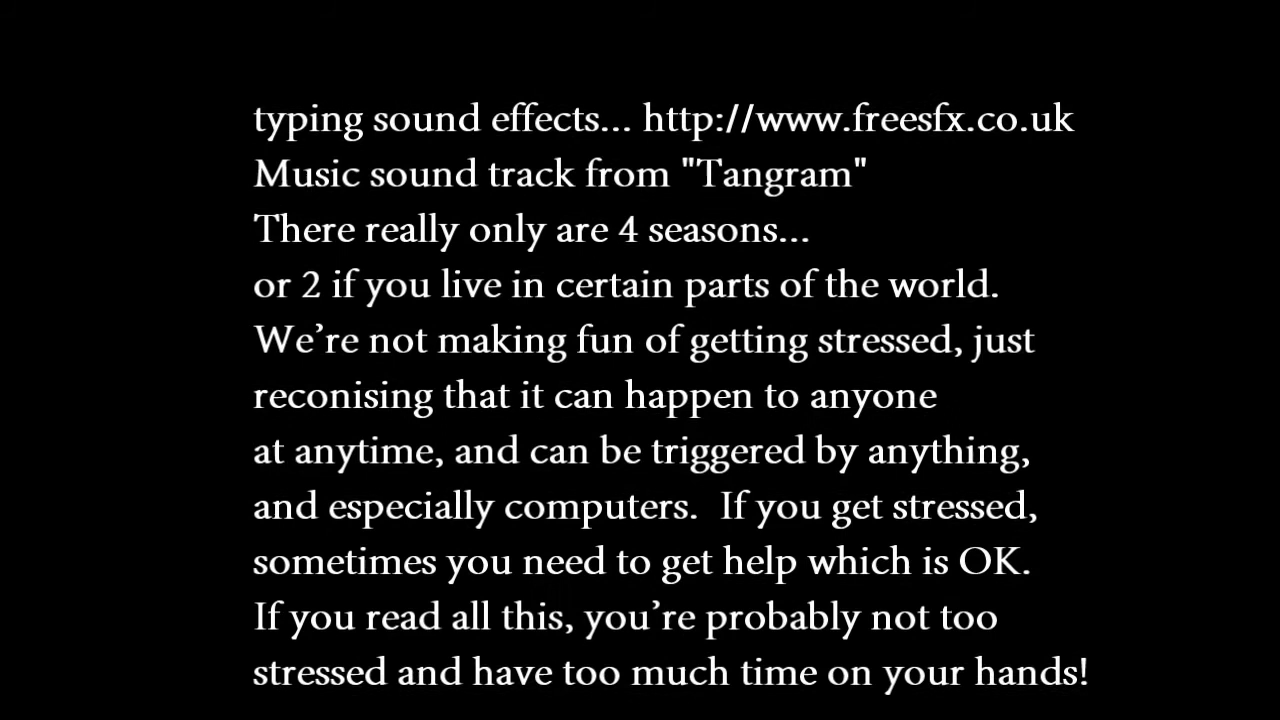 typing sound effects... http://www.freesfx.co.uk
Music sound track from "Tangram"
There really only are 4 seasons...
or 2 if you live in certain parts of the world.
We’re not making fun of getting stressed, just
reconising that it can happen to anyone
at anytime, and can be triggered by anything,
and especially computers.  If you get stressed,
sometimes you need to get help which is OK.
If you read all this, you’re probably not too
stressed and have too much time on your hands!